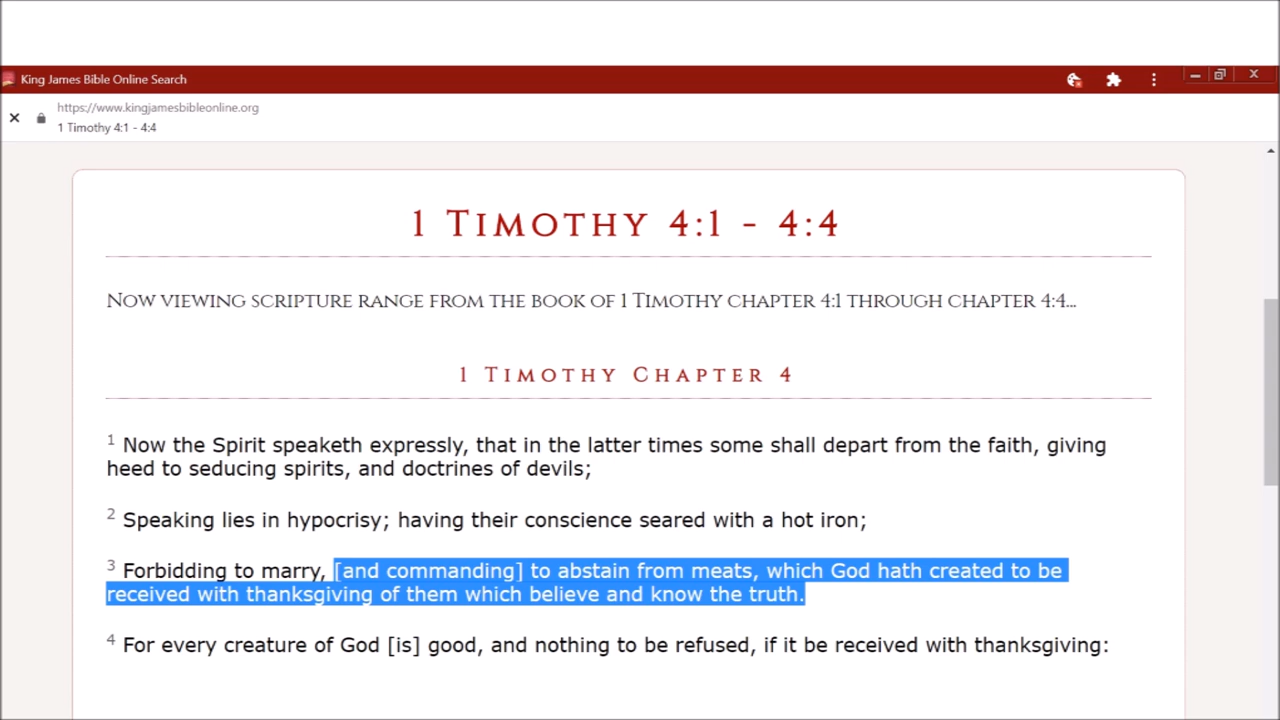 King James Bible Online Search
https://www.kingjamesbibleonline.org
1 Timothy 4:1 - 4:4
1 Timothy 4:1 - 4:4
Now viewing scripture range from the book of 1 Timothy chapter 4:1 through chapter 4:4...
1 Timothy Chapter 4
1 Now the Spirit speaketh expressly, that in the latter times some shall depart from the faith, giving
heed to seducing spirits, and doctrines of devils;
2 Speaking lies in hypocrisy; having their conscience seared with a hot iron;
3 Forbidding to marry, [and commanding] to abstain from meats, which God hath created to be
received with thanksgiving of them which believe and know the truth.
4 For every creature of God [is] good, and nothing to be refused, if it be received with thanksgiving: